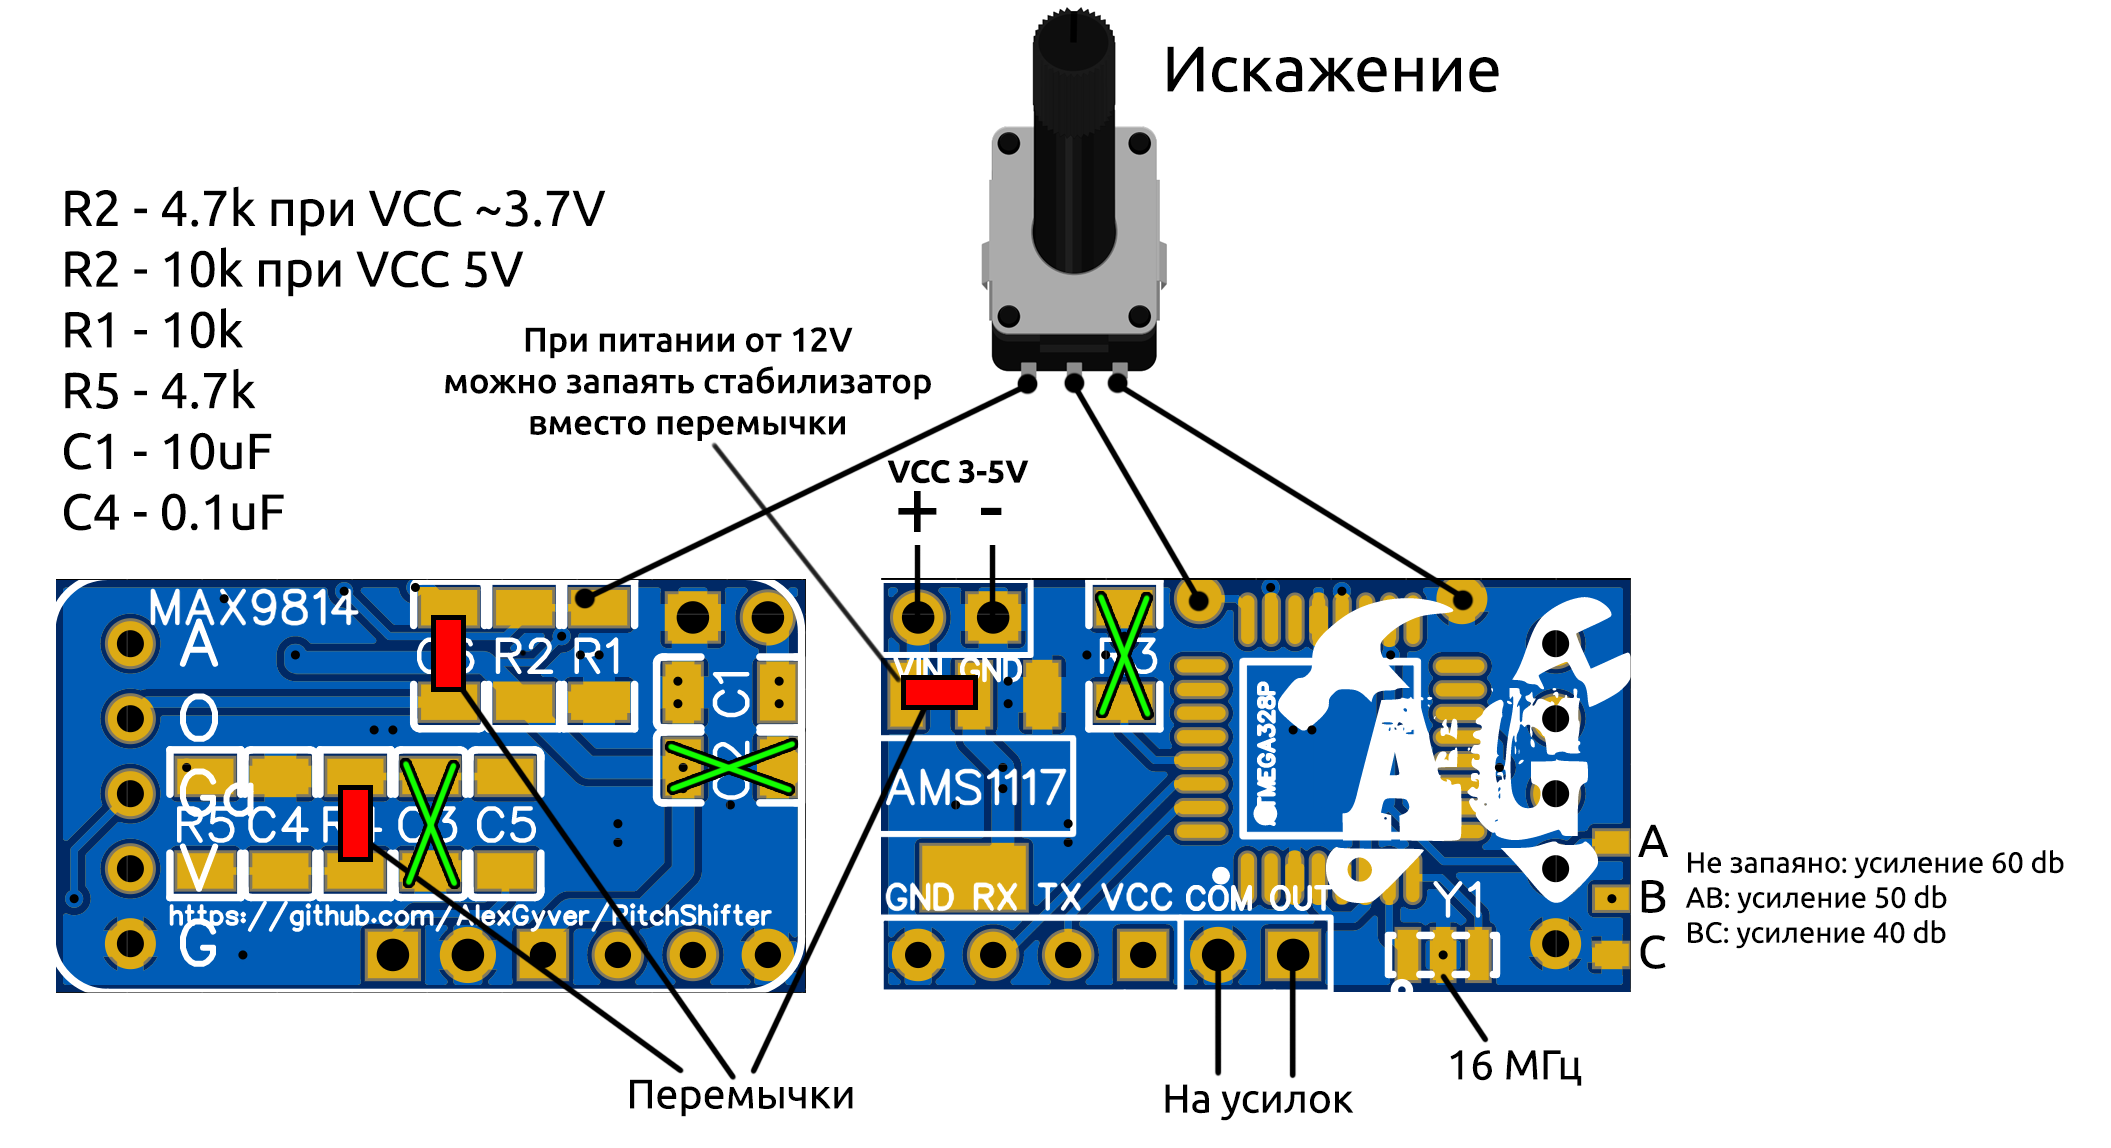 Искажение
R2 - 4.7k при VCC ~3.7V
R2 - 10k при VCC 5V
R1 - 10k
R5 - 4.7k
C1 - 10uF
C4 - 0.1uF
При питании от 12V
можно запаять стабилизатор
вместо перемычки
VCC 3-5V
+ -
MAX9814
A
O
Gq
V
G
R2 R1
C1
C2
R5 C4 R4 C3 C5
https://github.com/AlexGyver/PitchShifter
VIN GND
R3
ATMEGA328P
AG
AMS1117
GND RX TX VCC COM OUT
Y1
A
B
C
Не запаяно: усиление 60 db
AB: усиление 50 db
BC: усиление 40 db
16 МГц
Перемычки
На усилок